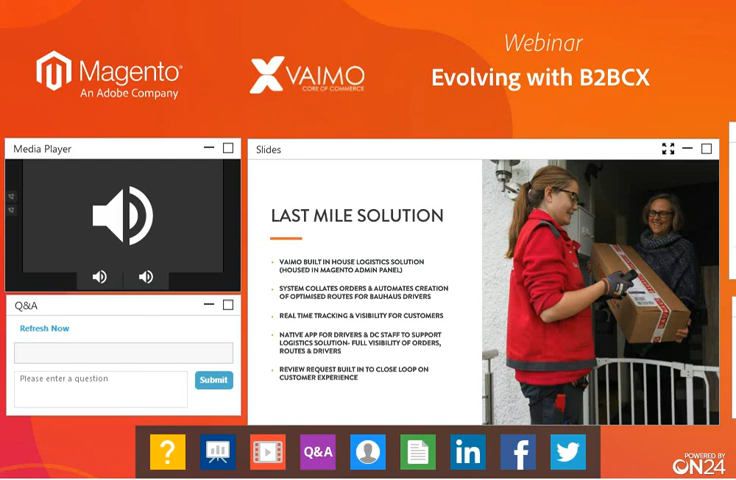 Webinar
Magento®
An Adobe Company
VAIMO
CORE OF COMMERCE
Evolving with B2BCX
Media Player
Slides
LAST MILE SOLUTION
VAIMO BUILT IN HOUSE LOGISTICS SOLUTION
(HOUSED IN MAGENTO ADMIN PANEL)
SYSTEM COLLATES ORDERS & AUTOMATES CREATION
OF OPTIMISED ROUTES FOR BAUHAUS DRIVERS
REAL TIME TRACKING & VISIBILITY FOR CUSTOMERS
NATIVE APP FOR DRIVERS & DC STAFF TO SUPPORT
LOGISTICS SOLUTION- FULL VISIBILITY OF ORDERS,
ROUTES & DRIVERS
REVIEW REQUEST BUILT IN TO CLOSE LOOP ON
CUSTOMER EXPERIENCE
Q&A
Refresh Now
Please enter a question
Submit
?
Q&A
in
f
POWERED BY
ON24